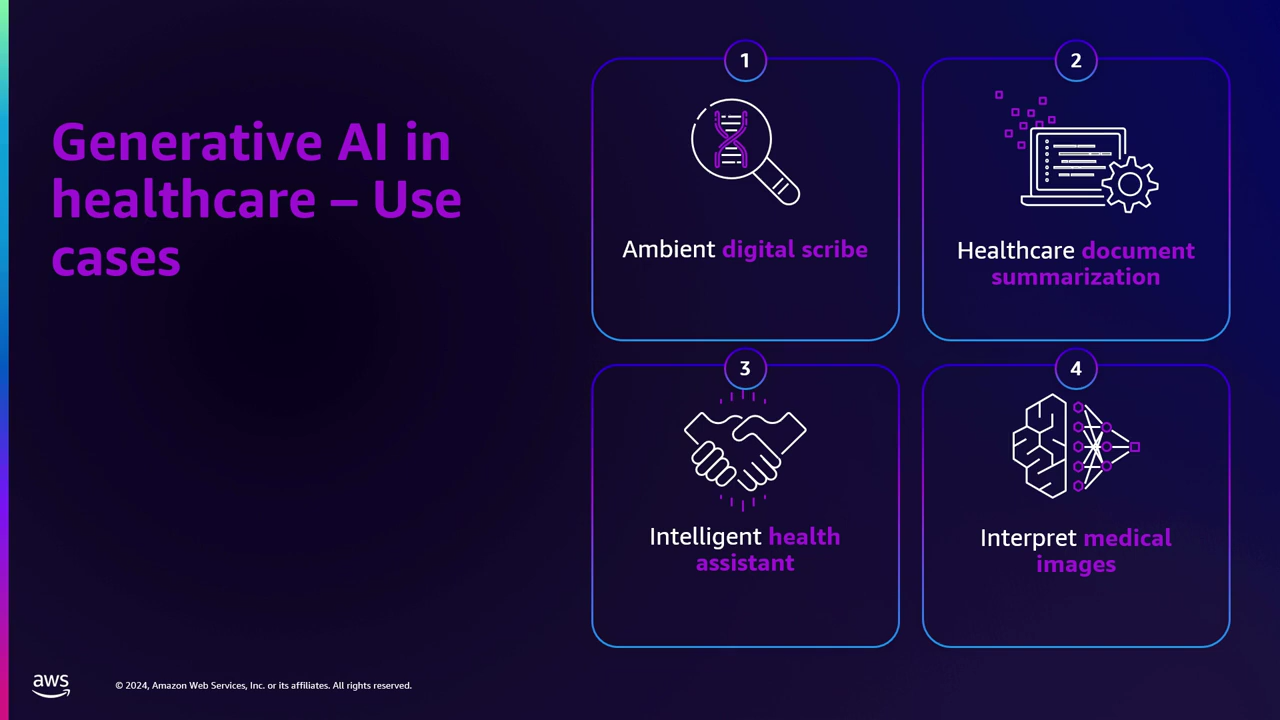 Generative AI in
healthcare – Use
cases
1
Ambient digital scribe
2
Healthcare document
summarization
3
Intelligent health
assistant
4
Interpret medical
images
aws
© 2024, Amazon Web Services, Inc. or its affiliates. All rights reserved.